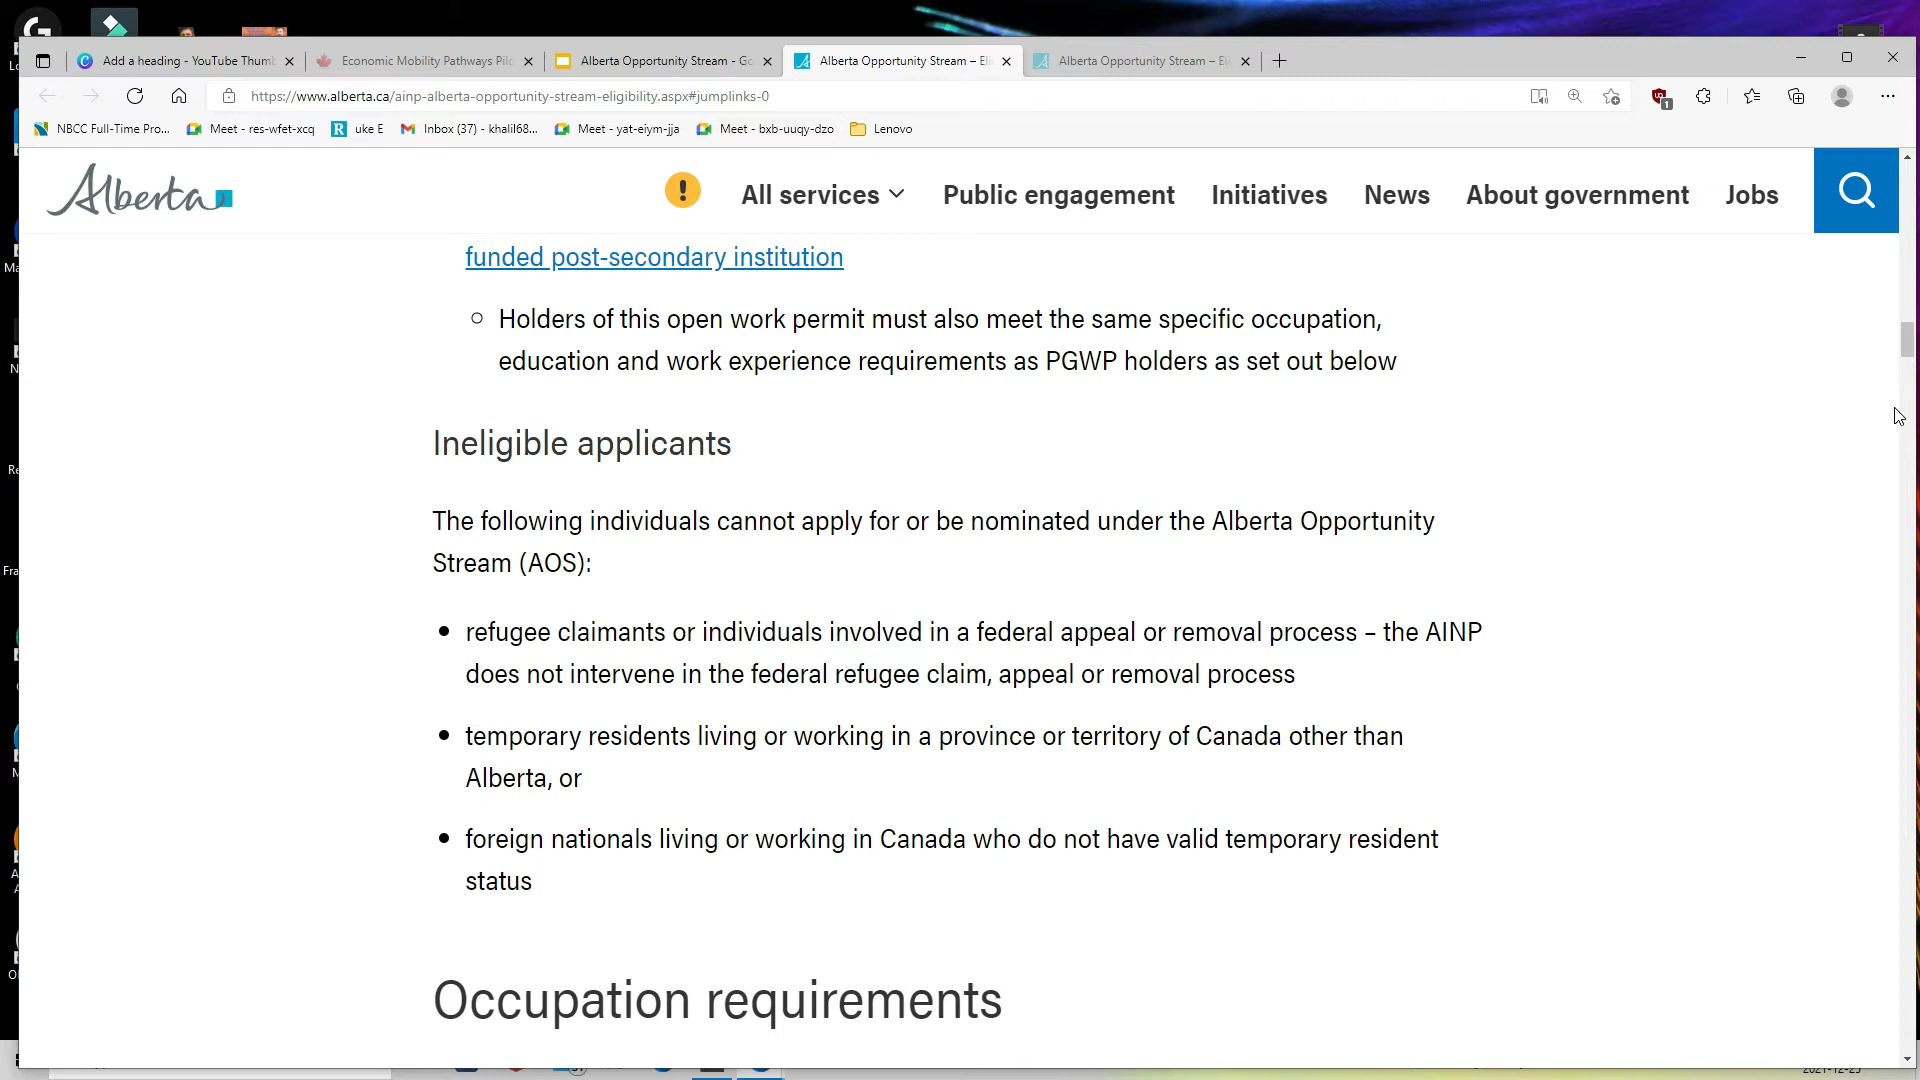 Add a heading - YouTube Thumb
Economic Mobility Pathways Pilo
Alberta Opportunity Stream - Go
Alberta Opportunity Stream – Eli
Alberta Opportunity Stream – Eli
https://www.alberta.ca/ainp-alberta-opportunity-stream-eligibility.aspx#jumplinks-0
1
NBCC Full-Time Pro...
Meet - res-wfet-xcq
uke E
Inbox (37) - khalil68...
Meet - yat-eiym-jja
Meet - bxb-uuqy-dzo
Lenovo
Alberta
All services
Public engagement
Initiatives
News
About government
Jobs
funded post-secondary institution
Holders of this open work permit must also meet the same specific occupation,
education and work experience requirements as PGWP holders as set out below
Ineligible applicants
The following individuals cannot apply for or be nominated under the Alberta Opportunity
Stream (AOS):
refugee claimants or individuals involved in a federal appeal or removal process – the AINP
does not intervene in the federal refugee claim, appeal or removal process
temporary residents living or working in a province or territory of Canada other than
Alberta, or
foreign nationals living or working in Canada who do not have valid temporary resident
status
Occupation requirements
2021-12-25